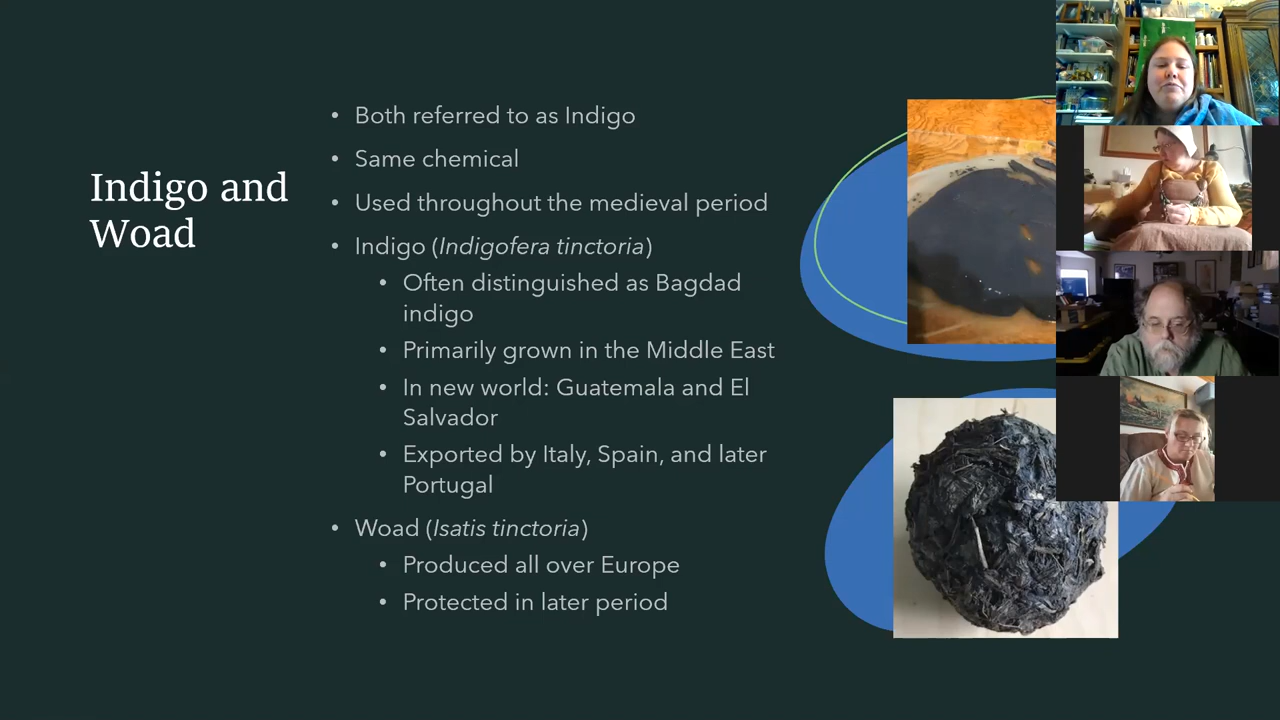 Indigo and
Woad
• Both referred to as Indigo
• Same chemical
• Used throughout the medieval period
• Indigo (Indigofera tinctoria)
• Often distinguished as Bagdad
indigo
• Primarily grown in the Middle East
• In new world: Guatemala and El
Salvador
• Exported by Italy, Spain, and later
Portugal
• Woad (Isatis tinctoria)
• Produced all over Europe
• Protected in later period